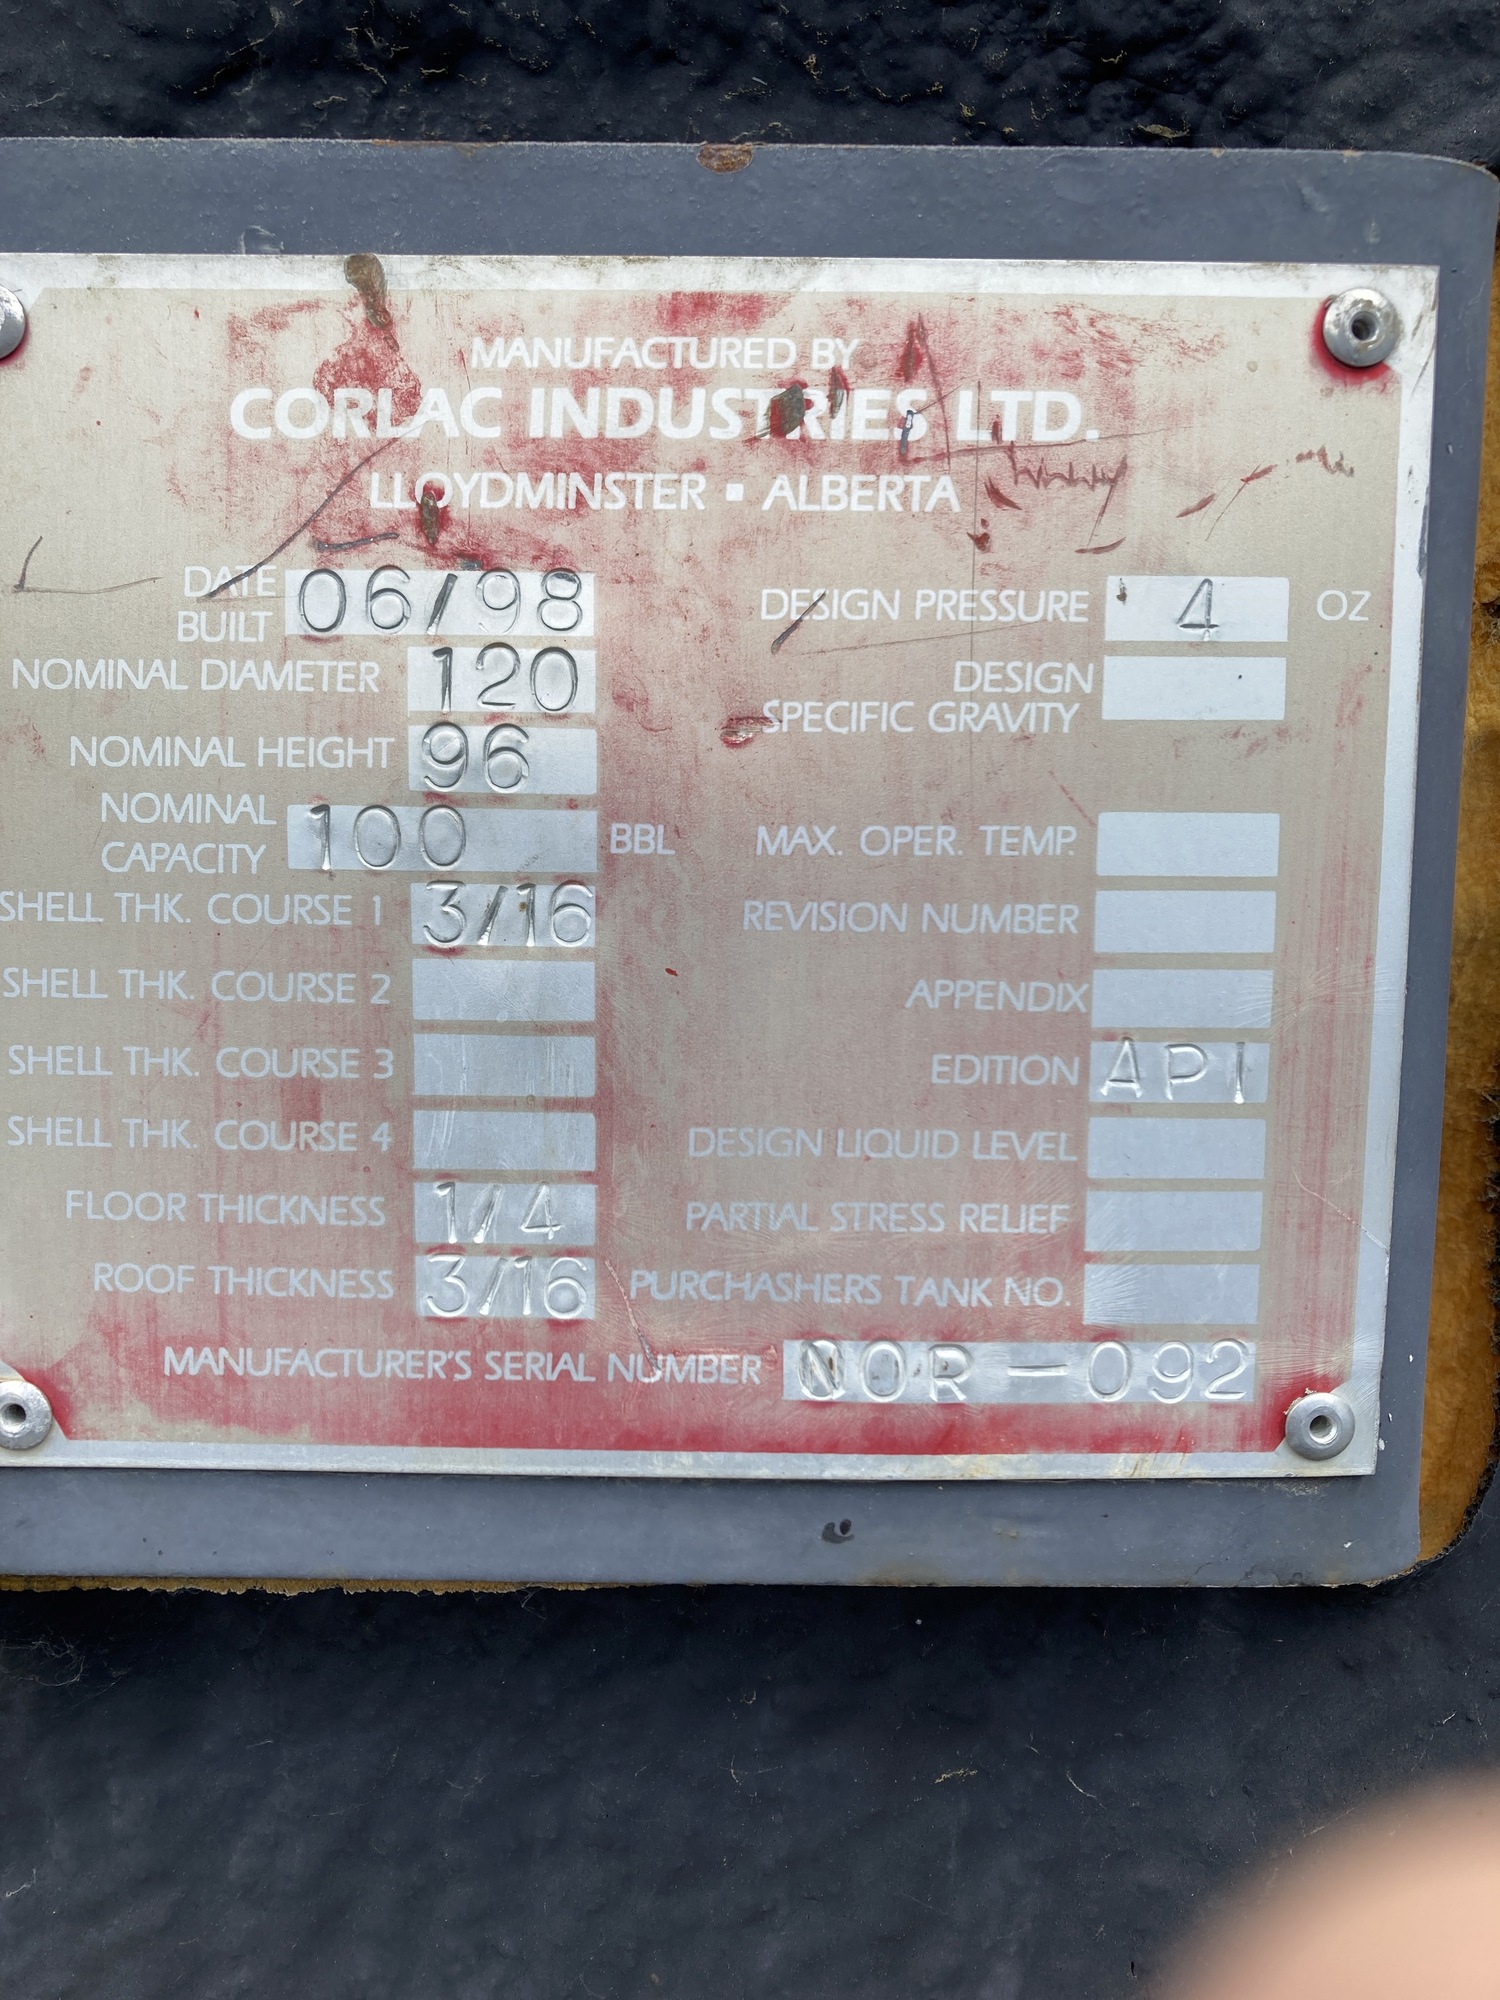 MANUFACTURED BY
CORLAC INDUSTRIES LTD.
LLOYDMINSTER ▪ ALBERTA
DATE BUILT 06/98
NOMINAL DIAMETER 120
NOMINAL HEIGHT 96
NOMINAL CAPACITY 100 BBL
SHELL THK. COURSE 1 3/16
SHELL THK. COURSE 2
SHELL THK. COURSE 3
SHELL THK. COURSE 4
FLOOR THICKNESS 1/4
ROOF THICKNESS 3/16
DESIGN PRESSURE 4 OZ
DESIGN SPECIFIC GRAVITY
MAX. OPER. TEMP.
REVISION NUMBER
APPENDIX
EDITION API
DESIGN LIQUID LEVEL
PARTIAL STRESS RELIEF
PURCHASHERS TANK NO.
MANUFACTURER'S SERIAL NUMBER NOR-092